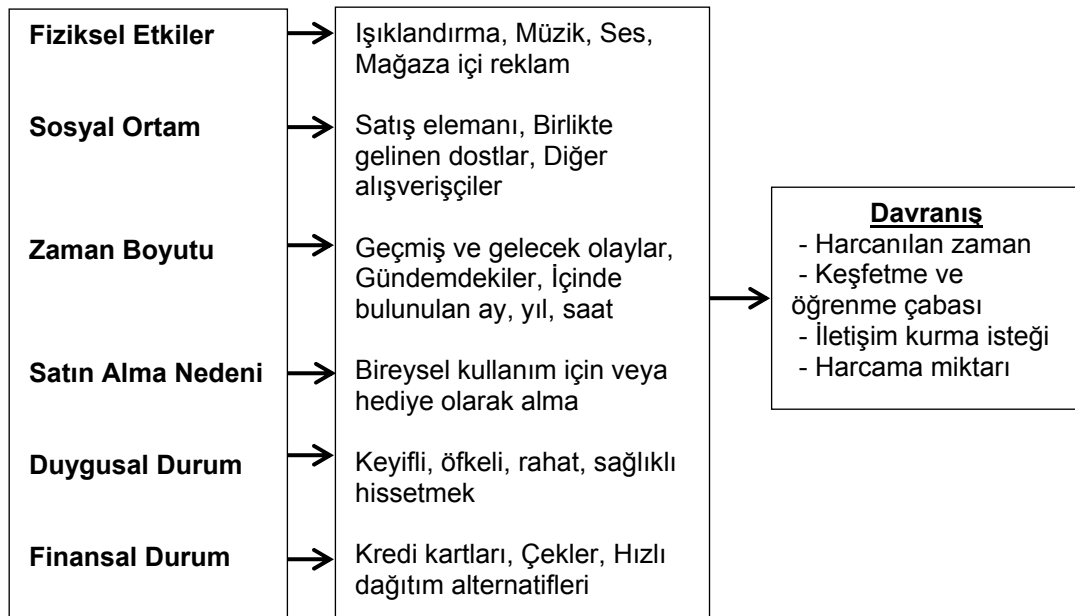 Fiziksel Etkiler
Işıklandırma, Müzik, Ses,
Mağaza içi reklam
Sosyal Ortam
Satış elemanı, Birlikte
gelinen dostlar, Diğer
alışverişçiler
Zaman Boyutu
Geçmiş ve gelecek olaylar,
Gündemdekiler, İçinde
bulunulan ay, yıl, saat
Satın Alma Nedeni
Bireysel kullanım için veya
hediye olarak alma
Duygusal Durum
Keyifli, öfkeli, rahat, sağlıklı
hissetmek
Finansal Durum
Kredi kartları, Çekler, Hızlı
dağıtım alternatifleri
Davranış
- Harcanılan zaman
- Keşfetme ve
öğrenme çabası
- İletişim kurma isteği
- Harcama miktarı